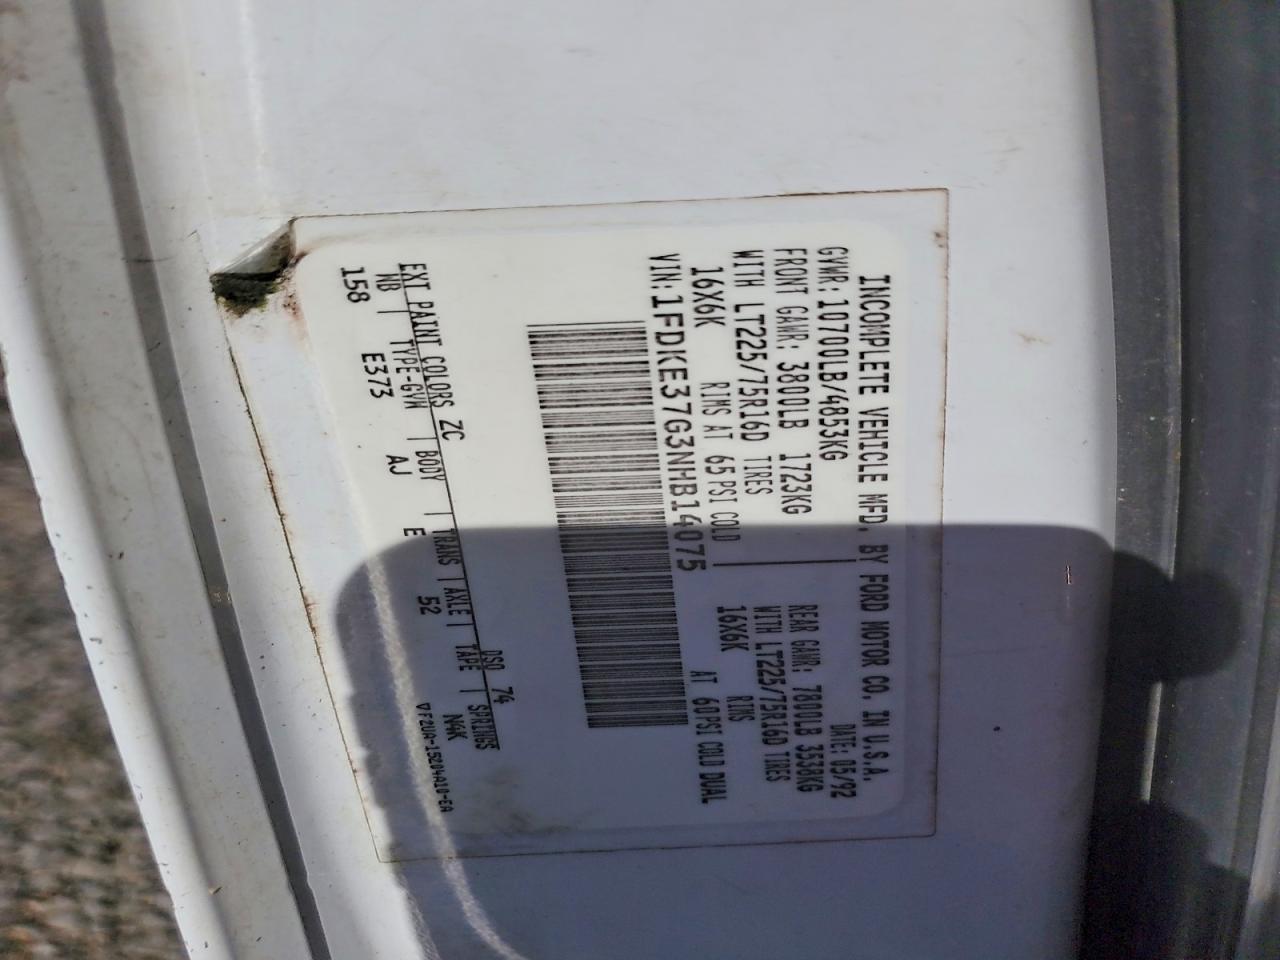 INCOMPLETE VEHICLE MFD. BY FORD MOTOR CO. IN U.S.A.
GVWR: 10700LB/4853KG DATE: 05/92
FRONT GAWR: 3800LB 1723KG REAR GAWR: 7800LB 3538KG
WITH LT225/75R16D TIRES WITH LT225/75R16D TIRES
16X6K RIMS AT 65 PSI COLD 16X6K RIMS AT 60PSI COLD DUAL
VIN: 1FDKE37G3NHB14075
EXT PAINT COLORS ZC DSO 74
WB | TYPE-GVM | BODY | TRANS | AXLE | TAPE | SPRINGS
158 E373 AJ E 52 N4K